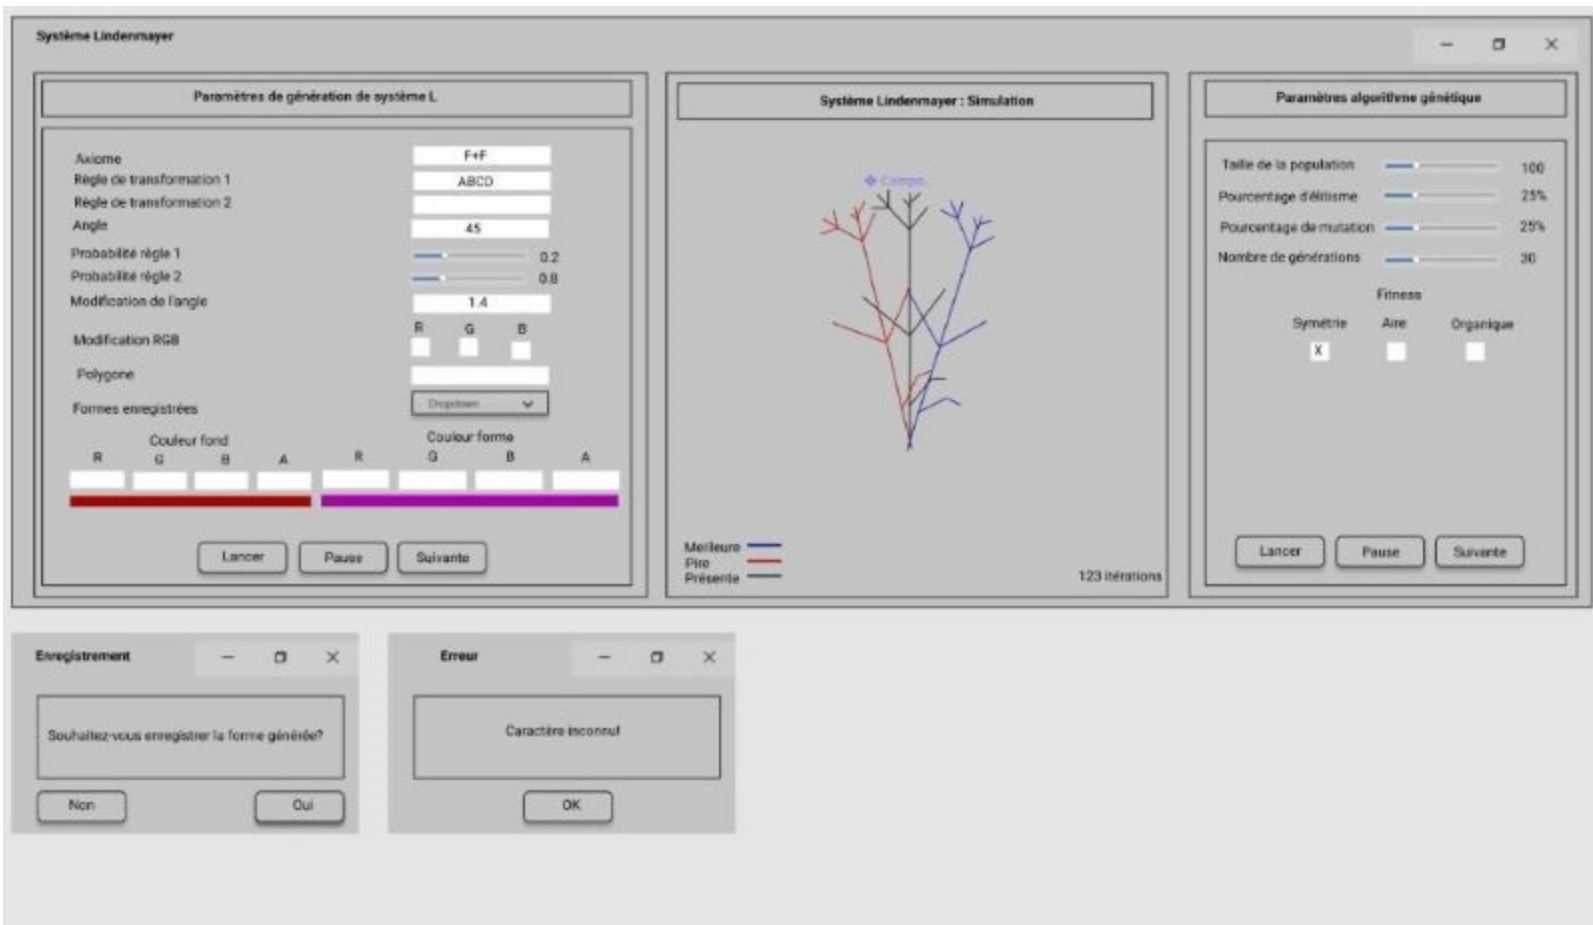 Système Lindenmayer
Paramètres de génération de système L
Axiome F+F
Règle de transformation 1 ABCD
Règle de transformation 2
Angle 45
Probabilité règle 1 0.2
Probabilité règle 2 0.8
Modification de l'angle 1.4
R G B
Modification RGB
Polygone
Formes enregistrées Dropdown
Couleur fond Couleur forme
R G B A R G B A
Lancer Pause Suivante
Système Lindenmayer : Simulation
Compo.
Meilleure
Pire
Présente
123 itérations
Paramètres algorithme génétique
Taille de la population 100
Pourcentage d'élitisme 25%
Pourcentage de mutation 25%
Nombre de générations 30
Fitness
Symétrie Aire Organique
X
Lancer Pause Suivante
Enregistrement
Souhaitez-vous enregistrer la forme générée?
Non Oui
Erreur
Caractère inconnu!
OK